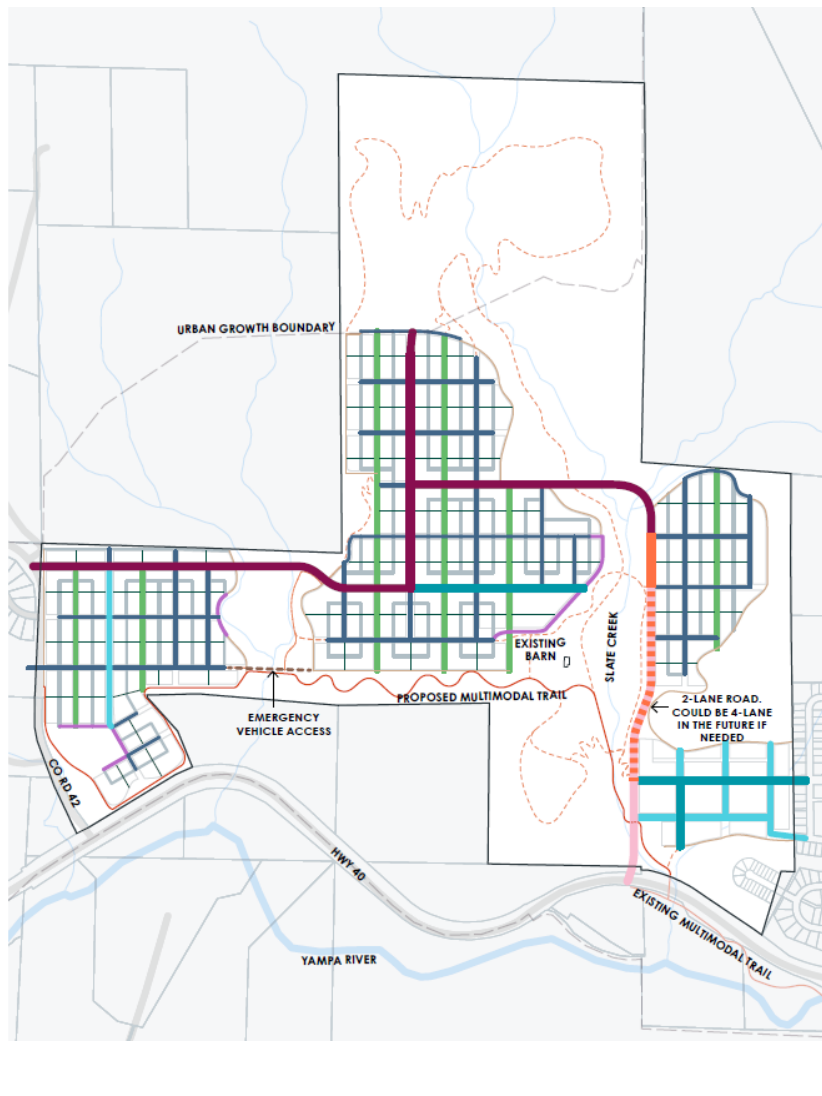 URBAN GROWTH BOUNDARY
EXISTING
BARN
SLATE CREEK
PROPOSED MULTIMODAL TRAIL
2-LANE ROAD.
COULD BE 4-LANE
IN THE FUTURE IF
NEEDED
EMERGENCY
VEHICLE ACCESS
CO RD 42
HWY 40
EXISTING MULTIMODAL TRAIL
YAMPA RIVER